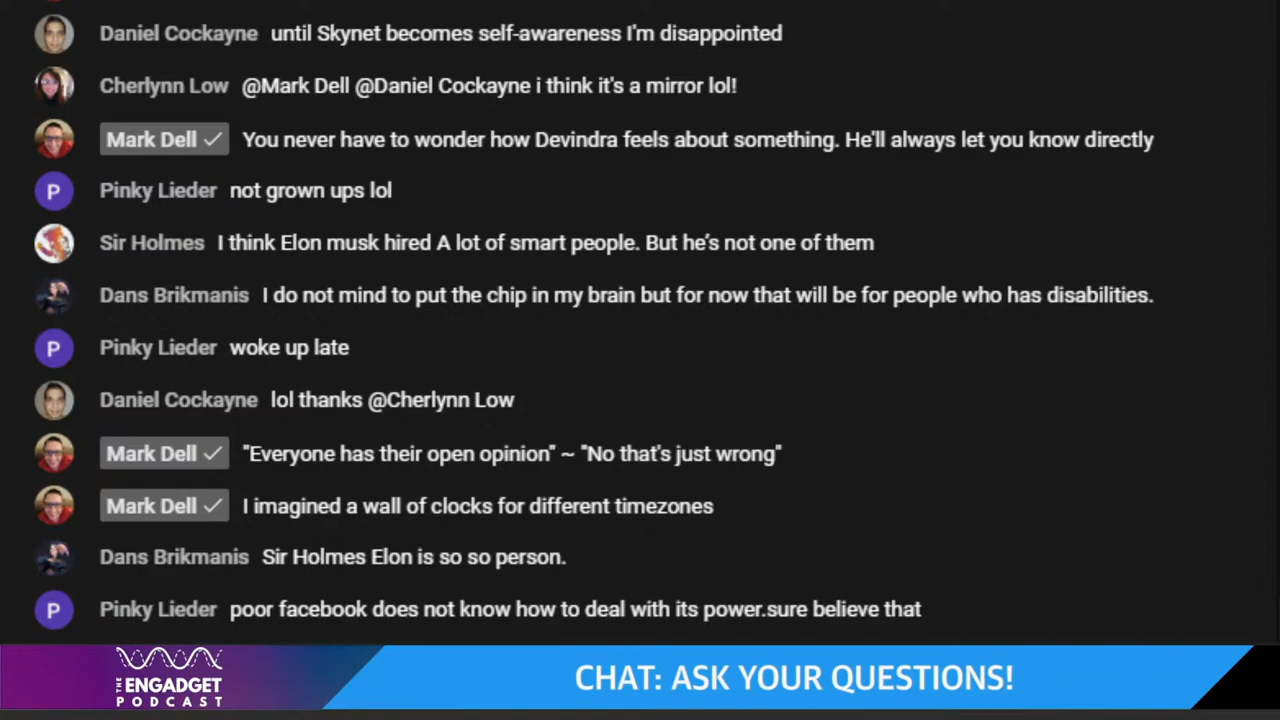 Daniel Cockayne until Skynet becomes self-awareness I'm disappointed
Cherlynn Low @Mark Dell @Daniel Cockayne i think it's a mirror lol!
Mark Dell ✓ You never have to wonder how Devindra feels about something. He'll always let you know directly
P Pinky Lieder not grown ups lol
Sir Holmes I think Elon musk hired A lot of smart people. But he's not one of them
Dans Brikmanis I do not mind to put the chip in my brain but for now that will be for people who has disabilities.
P Pinky Lieder woke up late
Daniel Cockayne lol thanks @Cherlynn Low
Mark Dell ✓ "Everyone has their open opinion" ~ "No that's just wrong"
Mark Dell ✓ I imagined a wall of clocks for different timezones
Dans Brikmanis Sir Holmes Elon is so so person.
P Pinky Lieder poor facebook does not know how to deal with its power.sure believe that
THE ENGADGET PODCAST
CHAT: ASK YOUR QUESTIONS!